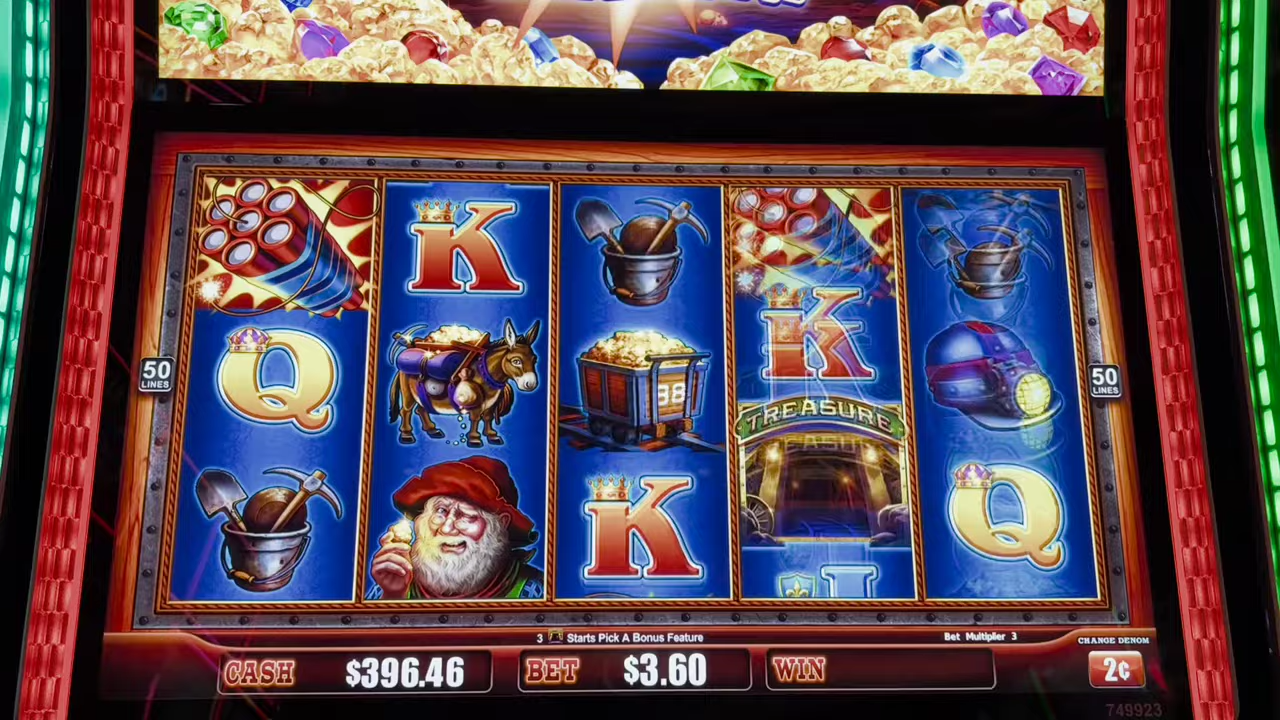 K
Q
K
50
LINES
88
50
LINES
TREASURE
K
Q
3 Starts Pick A Bonus Feature
Bet Multiplier 3
CHANGE DENOM
CASH $396.46
BET $3.60
WIN
2¢
749923